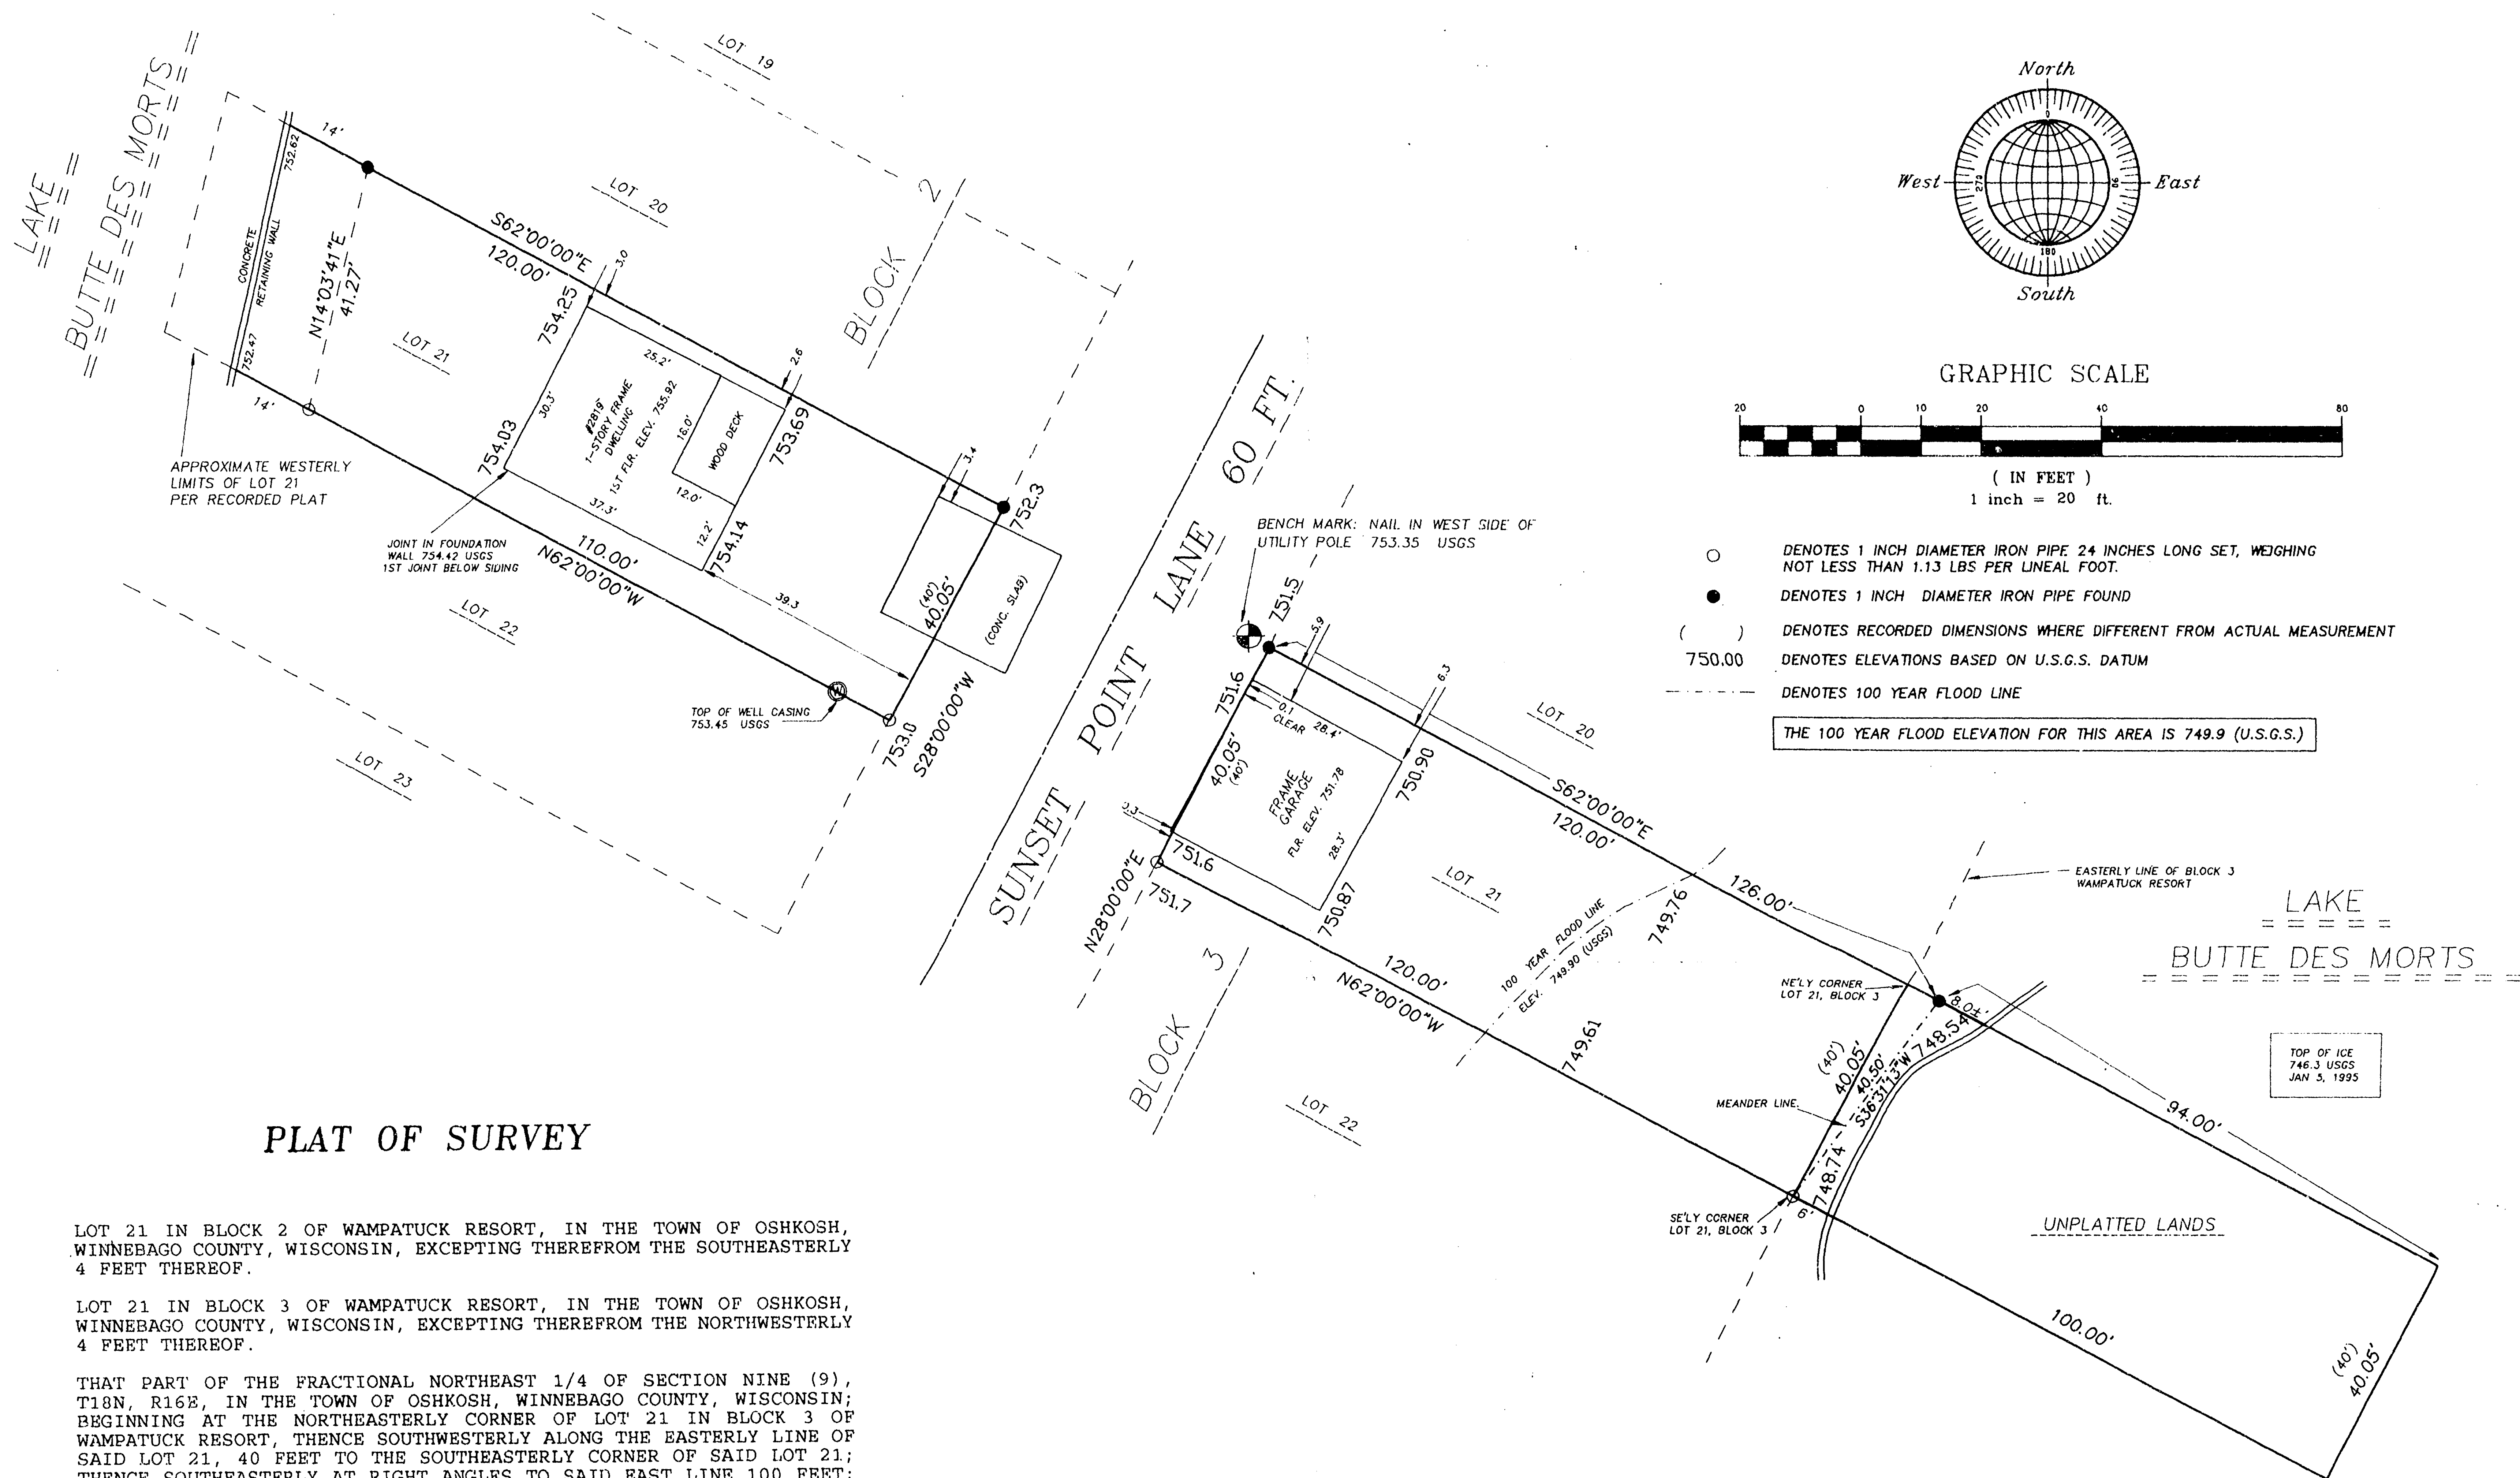 LOT 19
LAKE
BUTTE DES MORTS
14'
752.62
LOT 20
2
BLOCK
S62°00'00"E
120.00'
3.0
CONCRETE
RETAINING WALL
N14°03'41"E
41.27'
754.25
LOT 21
752.47
14'
25.2'
2.6
30.3'
#2819
1-STORY FRAME
DWELLING
1ST FLR. ELEV. 755.92
16.0'
WOOD DECK
753.69
754.03
12.0'
37.3'
12.2'
754.14
3.4
752.3
APPROXIMATE WESTERLY
LIMITS OF LOT 21
PER RECORDED PLAT
JOINT IN FOUNDATION
WALL 754.42 USGS
1ST JOINT BELOW SIDING
110.00'
N62°00'00"W
39.3
(40')
40.05'
(CONC. SLAB)
LOT 22
TOP OF WELL CASING
753.45 USGS
W
753.0
S28°00'00"W
LOT 23
SUNSET POINT LANE 60 FT.
BENCH MARK: NAIL IN WEST SIDE OF
UTILITY POLE 753.35 USGS
751.5
5.9
6.3
751.6
0.1
CLEAR
28.4'
LOT 20
40.05'
(40')
FRAME
GARAGE
FLR. ELEV. 751.78
28.3'
750.90
0.3
751.6
N28°00'00"E
751.7
750.87
S62°00'00"E
120.00'
LOT 21
126.00'
100 YEAR FLOOD LINE
ELEV. 749.90 (USGS)
749.76
749.61
120.00'
N62°00'00"W
3
BLOCK
LOT 22
EASTERLY LINE OF BLOCK 3
WAMPATUCK RESORT
NE'LY CORNER
LOT 21, BLOCK 3
8.0±'
748.54
(40')
40.05'
40.50'
S36°31'13"W
MEANDER LINE
748.74
SE'LY CORNER
LOT 21, BLOCK 3
6'
LAKE
BUTTE DES MORTS
TOP OF ICE
746.3 USGS
JAN 5, 1995
94.00'
UNPLATTED LANDS
100.00'
(40')
40.05'
North
0
West
270
90
East
180
South
GRAPHIC SCALE
20 0 10 20 40 80
( IN FEET )
1 inch = 20 ft.
DENOTES 1 INCH DIAMETER IRON PIPE 24 INCHES LONG SET, WEIGHING
NOT LESS THAN 1.13 LBS PER LINEAL FOOT.
DENOTES 1 INCH DIAMETER IRON PIPE FOUND
( ) DENOTES RECORDED DIMENSIONS WHERE DIFFERENT FROM ACTUAL MEASUREMENT
750.00 DENOTES ELEVATIONS BASED ON U.S.G.S. DATUM
DENOTES 100 YEAR FLOOD LINE
THE 100 YEAR FLOOD ELEVATION FOR THIS AREA IS 749.9 (U.S.G.S.)
PLAT OF SURVEY
LOT 21 IN BLOCK 2 OF WAMPATUCK RESORT, IN THE TOWN OF OSHKOSH,
WINNEBAGO COUNTY, WISCONSIN, EXCEPTING THEREFROM THE SOUTHEASTERLY
4 FEET THEREOF.
LOT 21 IN BLOCK 3 OF WAMPATUCK RESORT, IN THE TOWN OF OSHKOSH,
WINNEBAGO COUNTY, WISCONSIN, EXCEPTING THEREFROM THE NORTHWESTERLY
4 FEET THEREOF.
THAT PART OF THE FRACTIONAL NORTHEAST 1/4 OF SECTION NINE (9),
T18N, R16E, IN THE TOWN OF OSHKOSH, WINNEBAGO COUNTY, WISCONSIN;
BEGINNING AT THE NORTHEASTERLY CORNER OF LOT 21 IN BLOCK 3 OF
WAMPATUCK RESORT, THENCE SOUTHWESTERLY ALONG THE EASTERLY LINE OF
SAID LOT 21, 40 FEET TO THE SOUTHEASTERLY CORNER OF SAID LOT 21;
THENCE SOUTHEASTERLY AT RIGHT ANGLES TO SAID EAST LINE 100 FEET;